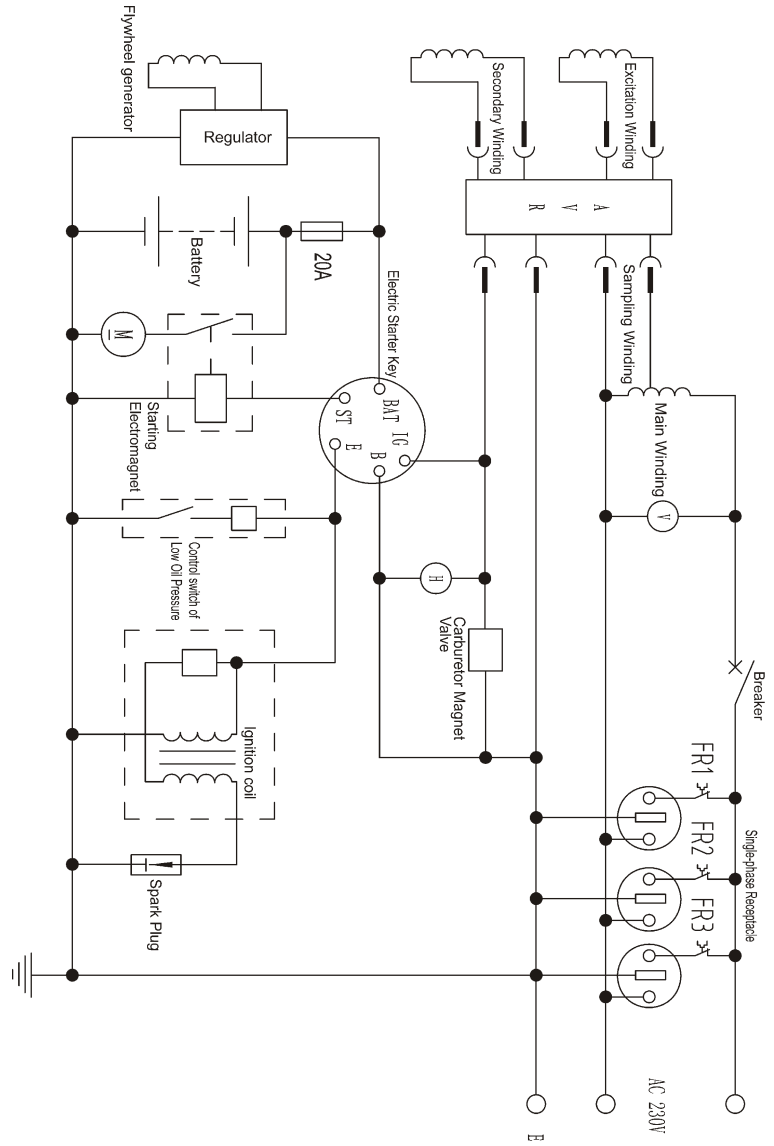 Flywheel generator
Regulator
Secondary Winding
Excitation Winding
A V R
Battery
20A
Electric Starter Key
Sampling Winding
M
BAT
IG
ST
E
B
Starting
Electromagnet
Main Winding
V
Control switch of
Low Oil Pressure
H
Carburetor Magnet
Valve
Breaker
Ignition coil
FR1
FR2
FR3
Single-phase Receptacle
Spark Plug
AC 230V
E